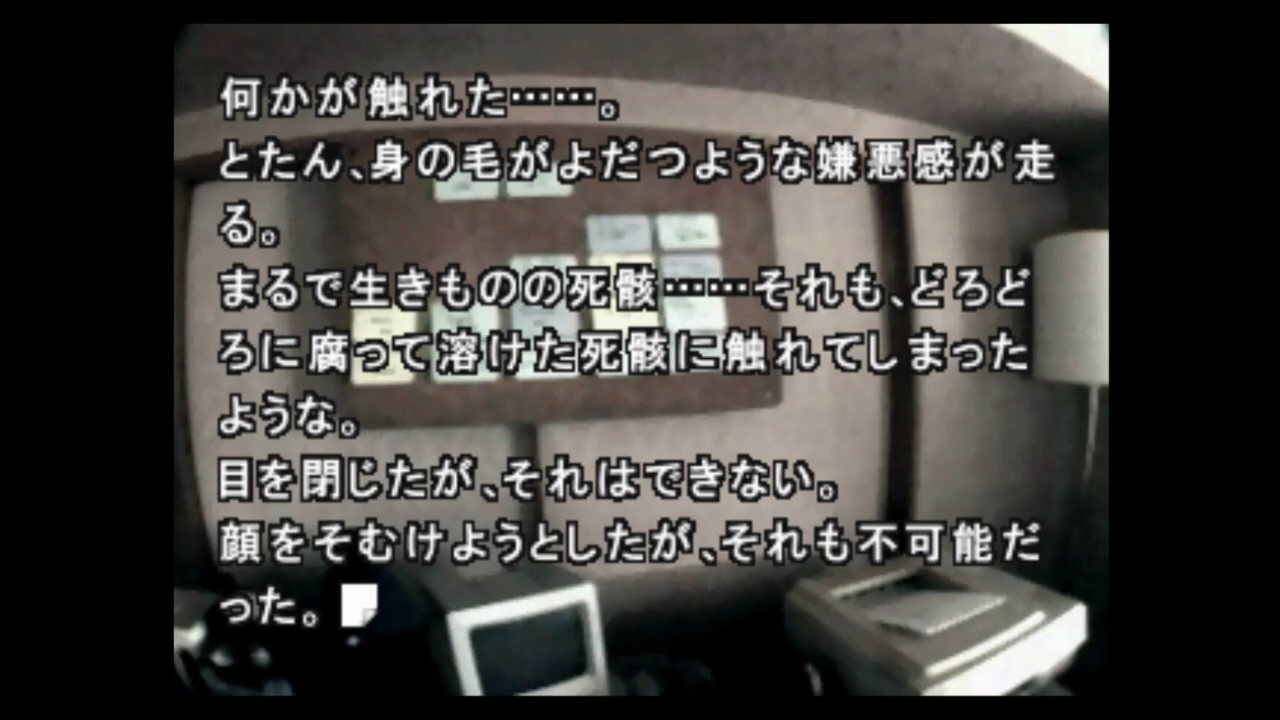 何かが触れた……。
とたん、身の毛がよだつような嫌悪感が走
る。
まるで生きものの死骸……それも、どろど
ろに腐って溶けた死骸に触れてしまった
ような。
目を閉じたが、それはできない。
顔をそむけようとしたが、それも不可能だ
った。